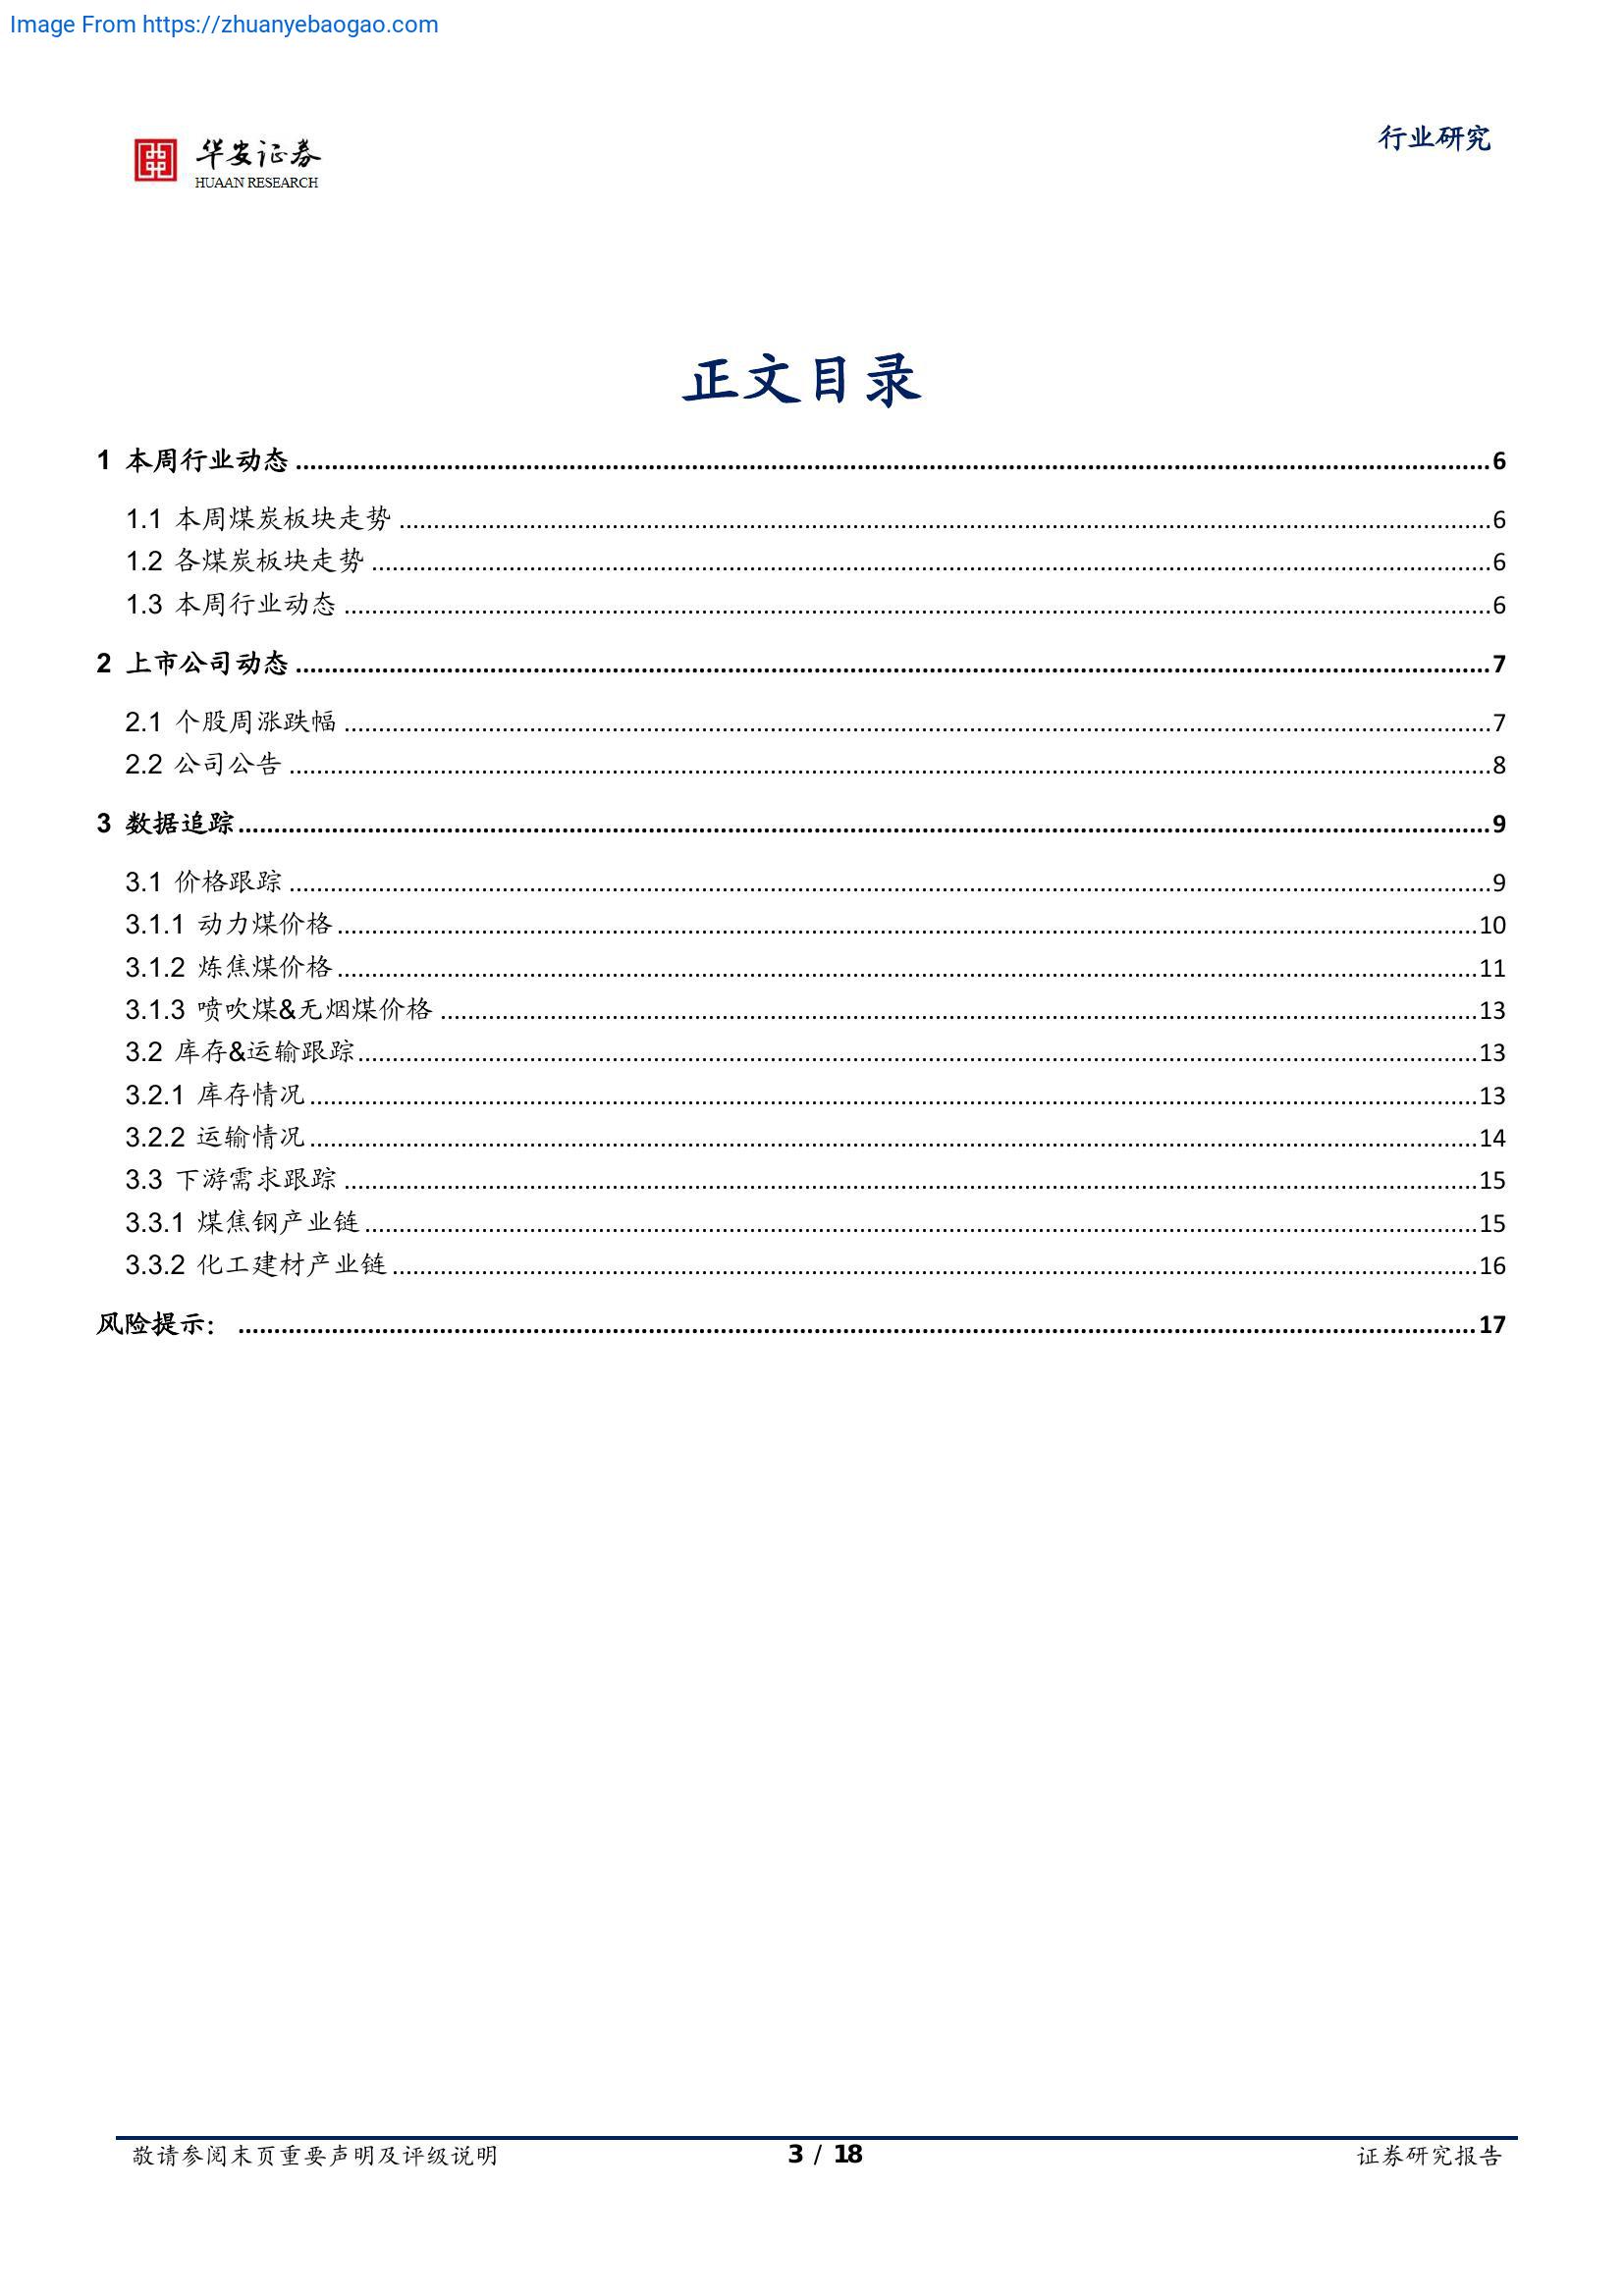 Image From https://zhuanyebaogao.com
华安证券
HUAAN RESEARCH
行业研究
正文目录
1 本周行业动态 ........ 6
1.1 本周煤炭板块走势 ........ 6
1.2 各煤炭板块走势 ........ 6
1.3 本周行业动态 ........ 6
2 上市公司动态 ........ 7
2.1 个股周涨跌幅 ........ 7
2.2 公司公告 ........ 8
3 数据追踪 ........ 9
3.1 价格跟踪 ........ 9
3.1.1 动力煤价格 ........ 10
3.1.2 炼焦煤价格 ........ 11
3.1.3 喷吹煤&无烟煤价格 ........ 13
3.2 库存&运输跟踪 ........ 13
3.2.1 库存情况 ........ 13
3.2.2 运输情况 ........ 14
3.3 下游需求跟踪 ........ 15
3.3.1 煤焦钢产业链 ........ 15
3.3.2 化工建材产业链 ........ 16
风险提示： ........ 17
敬请参阅末页重要声明及评级说明
3 / 18
证券研究报告